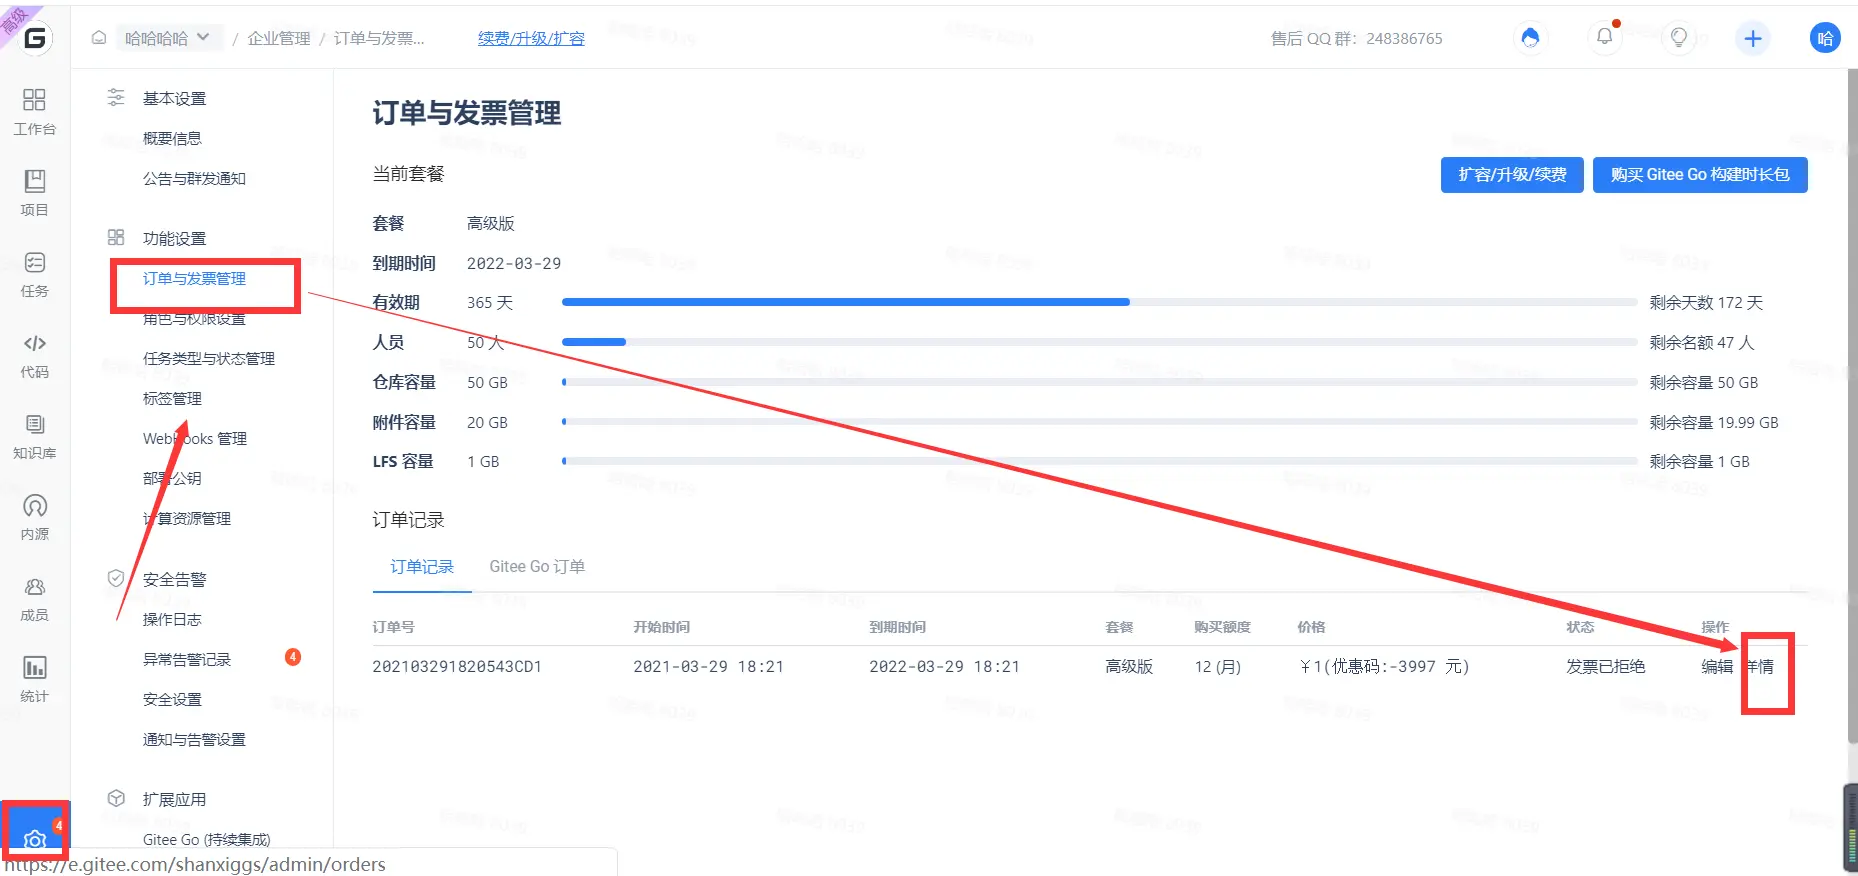 高级
G
哈哈哈哈 / 企业管理 / 订单与发票... 续费/升级/扩容 售后 QQ 群：248386765 哈
工作台
项目
任务
代码
知识库
内源
成员
统计
4
基本设置
概要信息
公告与群发通知
功能设置
订单与发票管理
角色与权限设置
任务类型与状态管理
标签管理
WebHooks 管理
部署公钥
计算资源管理
安全告警
操作日志
异常告警记录 4
安全设置
通知与告警设置
扩展应用
Gitee Go (持续集成)
订单与发票管理
当前套餐 扩容/升级/续费 购买 Gitee Go 构建时长包
套餐 高级版
到期时间 2022-03-29
有效期 365 天 剩余天数 172 天
人员 50 人 剩余名额 47 人
仓库容量 50 GB 剩余容量 50 GB
附件容量 20 GB 剩余容量 19.99 GB
LFS 容量 1 GB 剩余容量 1 GB
订单记录
订单记录 Gitee Go 订单
订单号 开始时间 到期时间 套餐 购买额度 价格 状态 操作
202103291820543CD1 2021-03-29 18:21 2022-03-29 18:21 高级版 12 (月) ￥1(优惠码:-3997 元) 发票已拒绝 编辑 详情
https://e.gitee.com/shanxiggs/admin/orders